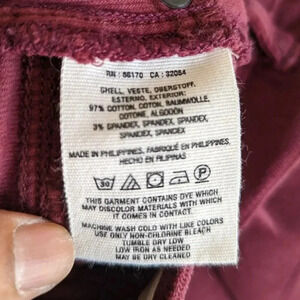 RN : 56170 CA : 32054
SHELL, VESTE, OBERSTOFF,
ESTERNO, EXTERIOR:
97% COTTON, COTON, BAUMWOLLE,
COTONE, ALGODÓN
3% SPANDEX, SPANDEX, SPANDEX,
SPANDEX, SPANDEX
MADE IN PHILIPPINES, FABRIQUÉ EN PHILIPPINES,
HECHO EN FILIPINAS
30
P
THIS GARMENT CONTAINS DYE WHICH
MAY DISCOLOR MATERIALS WITH WHICH
IT COMES IN CONTACT.
MACHINE WASH COLD WITH LIKE COLORS
USE ONLY NON-CHLORINE BLEACH
TUMBLE DRY LOW
LOW IRON AS NEEDED
MAY BE DRY CLEANED